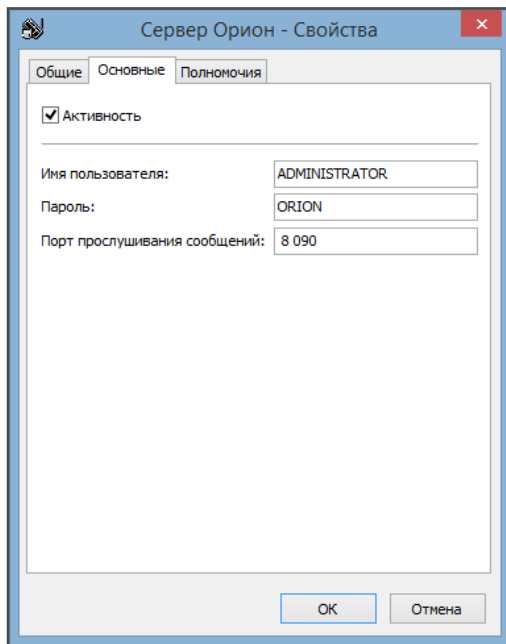 Сервер Орион - Свойства
Общие Основные Полномочия
Активность
Имя пользователя: ADMINISTRATOR
Пароль: ORION
Порт прослушивания сообщений: 8 090
OK Отмена